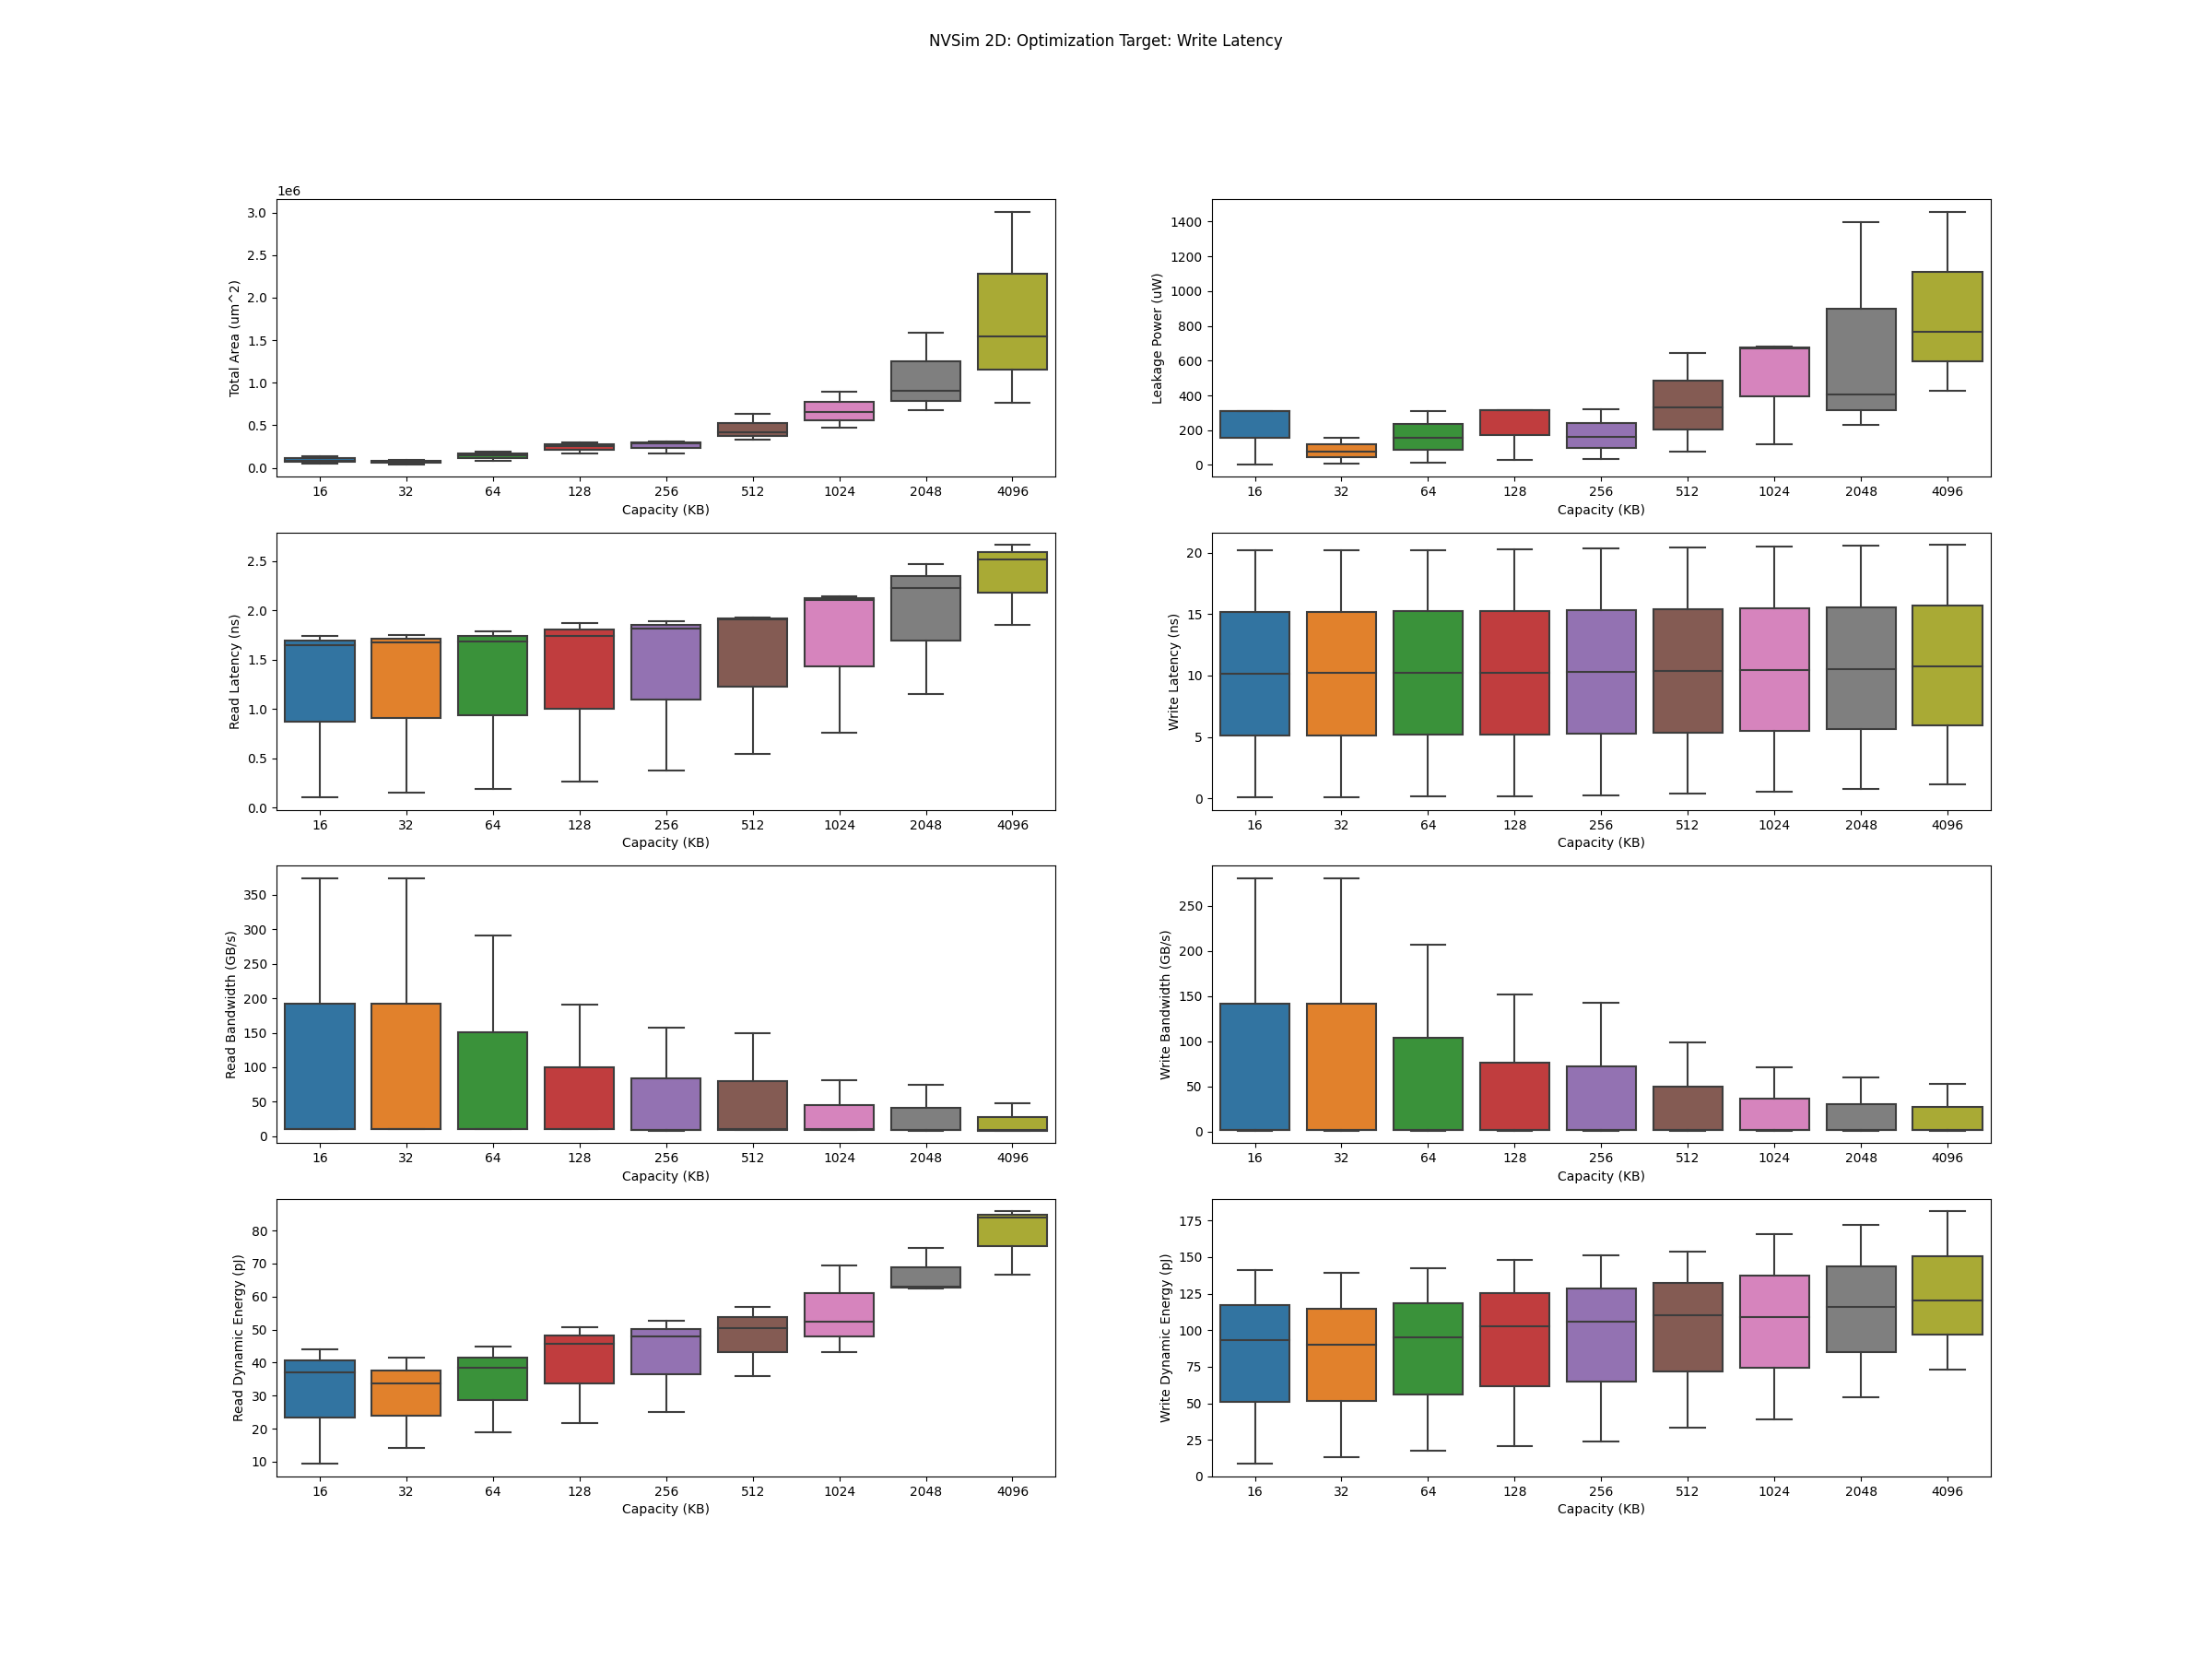 NVSim 2D: Optimization Target: Write Latency
1e6
Total Area (um^2)
3.0
2.5
2.0
1.5
1.0
0.5
0.0
16 32 64 128 256 512 1024 2048 4096
Capacity (KB)
Leakage Power (uW)
1400
1200
1000
800
600
400
200
0
16 32 64 128 256 512 1024 2048 4096
Capacity (KB)
Read Latency (ns)
2.5
2.0
1.5
1.0
0.5
0.0
16 32 64 128 256 512 1024 2048 4096
Capacity (KB)
Write Latency (ns)
20
15
10
5
0
16 32 64 128 256 512 1024 2048 4096
Capacity (KB)
Read Bandwidth (GB/s)
350
300
250
200
150
100
50
0
16 32 64 128 256 512 1024 2048 4096
Capacity (KB)
Write Bandwidth (GB/s)
250
200
150
100
50
0
16 32 64 128 256 512 1024 2048 4096
Capacity (KB)
Read Dynamic Energy (pJ)
80
70
60
50
40
30
20
10
16 32 64 128 256 512 1024 2048 4096
Capacity (KB)
Write Dynamic Energy (pJ)
175
150
125
100
75
50
25
0
16 32 64 128 256 512 1024 2048 4096
Capacity (KB)